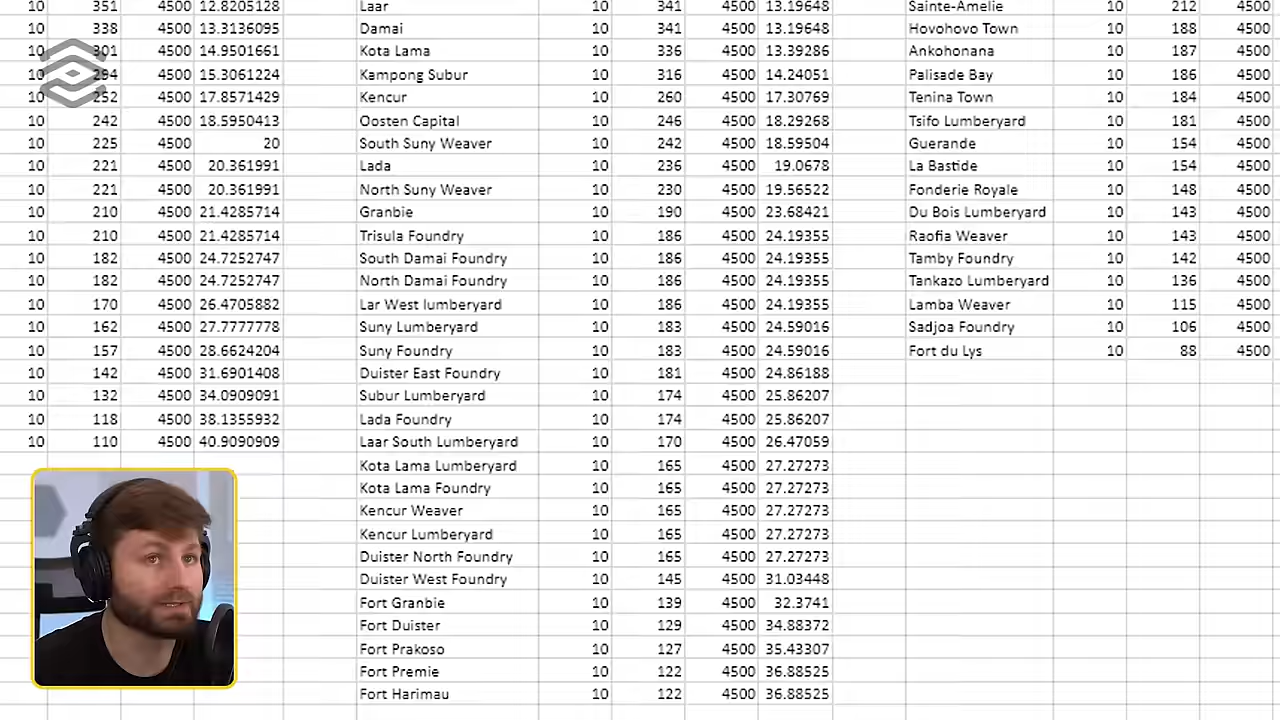 10 351 4500 12.8205128 Laar 10 341 4500 13.19648 Sainte-Amelie 10 212 4500
10 338 4500 13.3136095 Damai 10 341 4500 13.19648 Hovohovo Town 10 188 4500
10 301 4500 14.9501661 Kota Lama 10 336 4500 13.39286 Ankohonana 10 187 4500
10 294 4500 15.3061224 Kampong Subur 10 316 4500 14.24051 Palisade Bay 10 186 4500
10 252 4500 17.8571429 Kencur 10 260 4500 17.30769 Tenina Town 10 184 4500
10 242 4500 18.5950413 Oosten Capital 10 246 4500 18.29268 Tsifo Lumberyard 10 181 4500
10 225 4500 20 South Suny Weaver 10 242 4500 18.59504 Guerande 10 154 4500
10 221 4500 20.361991 Lada 10 236 4500 19.0678 La Bastide 10 154 4500
10 221 4500 20.361991 North Suny Weaver 10 230 4500 19.56522 Fonderie Royale 10 148 4500
10 210 4500 21.4285714 Granbie 10 190 4500 23.68421 Du Bois Lumberyard 10 143 4500
10 210 4500 21.4285714 Trisula Foundry 10 186 4500 24.19355 Raofia Weaver 10 143 4500
10 182 4500 24.7252747 South Damai Foundry 10 186 4500 24.19355 Tamby Foundry 10 142 4500
10 182 4500 24.7252747 North Damai Foundry 10 186 4500 24.19355 Tankazo Lumberyard 10 136 4500
10 170 4500 26.4705882 Lar West lumberyard 10 186 4500 24.19355 Lamba Weaver 10 115 4500
10 162 4500 27.7777778 Suny Lumberyard 10 183 4500 24.59016 Sadjoa Foundry 10 106 4500
10 157 4500 28.6624204 Suny Foundry 10 183 4500 24.59016 Fort du Lys 10 88 4500
10 142 4500 31.6901408 Duister East Foundry 10 181 4500 24.86188
10 132 4500 34.0909091 Subur Lumberyard 10 174 4500 25.86207
10 118 4500 38.1355932 Lada Foundry 10 174 4500 25.86207
10 110 4500 40.9090909 Laar South Lumberyard 10 170 4500 26.47059
Kota Lama Lumberyard 10 165 4500 27.27273
Kota Lama Foundry 10 165 4500 27.27273
Kencur Weaver 10 165 4500 27.27273
Kencur Lumberyard 10 165 4500 27.27273
Duister North Foundry 10 165 4500 27.27273
Duister West Foundry 10 145 4500 31.03448
Fort Granbie 10 139 4500 32.3741
Fort Duister 10 129 4500 34.88372
Fort Prakoso 10 127 4500 35.43307
Fort Premie 10 122 4500 36.88525
Fort Harimau 10 122 4500 36.88525